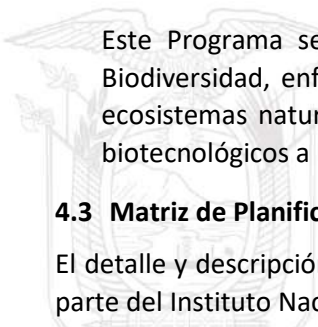 Este Programa se
Biodiversidad, enf
ecosistemas natur
biotecnológicos a
4.3 Matriz de Planific
El detalle y descripció
parte del Instituto Nac